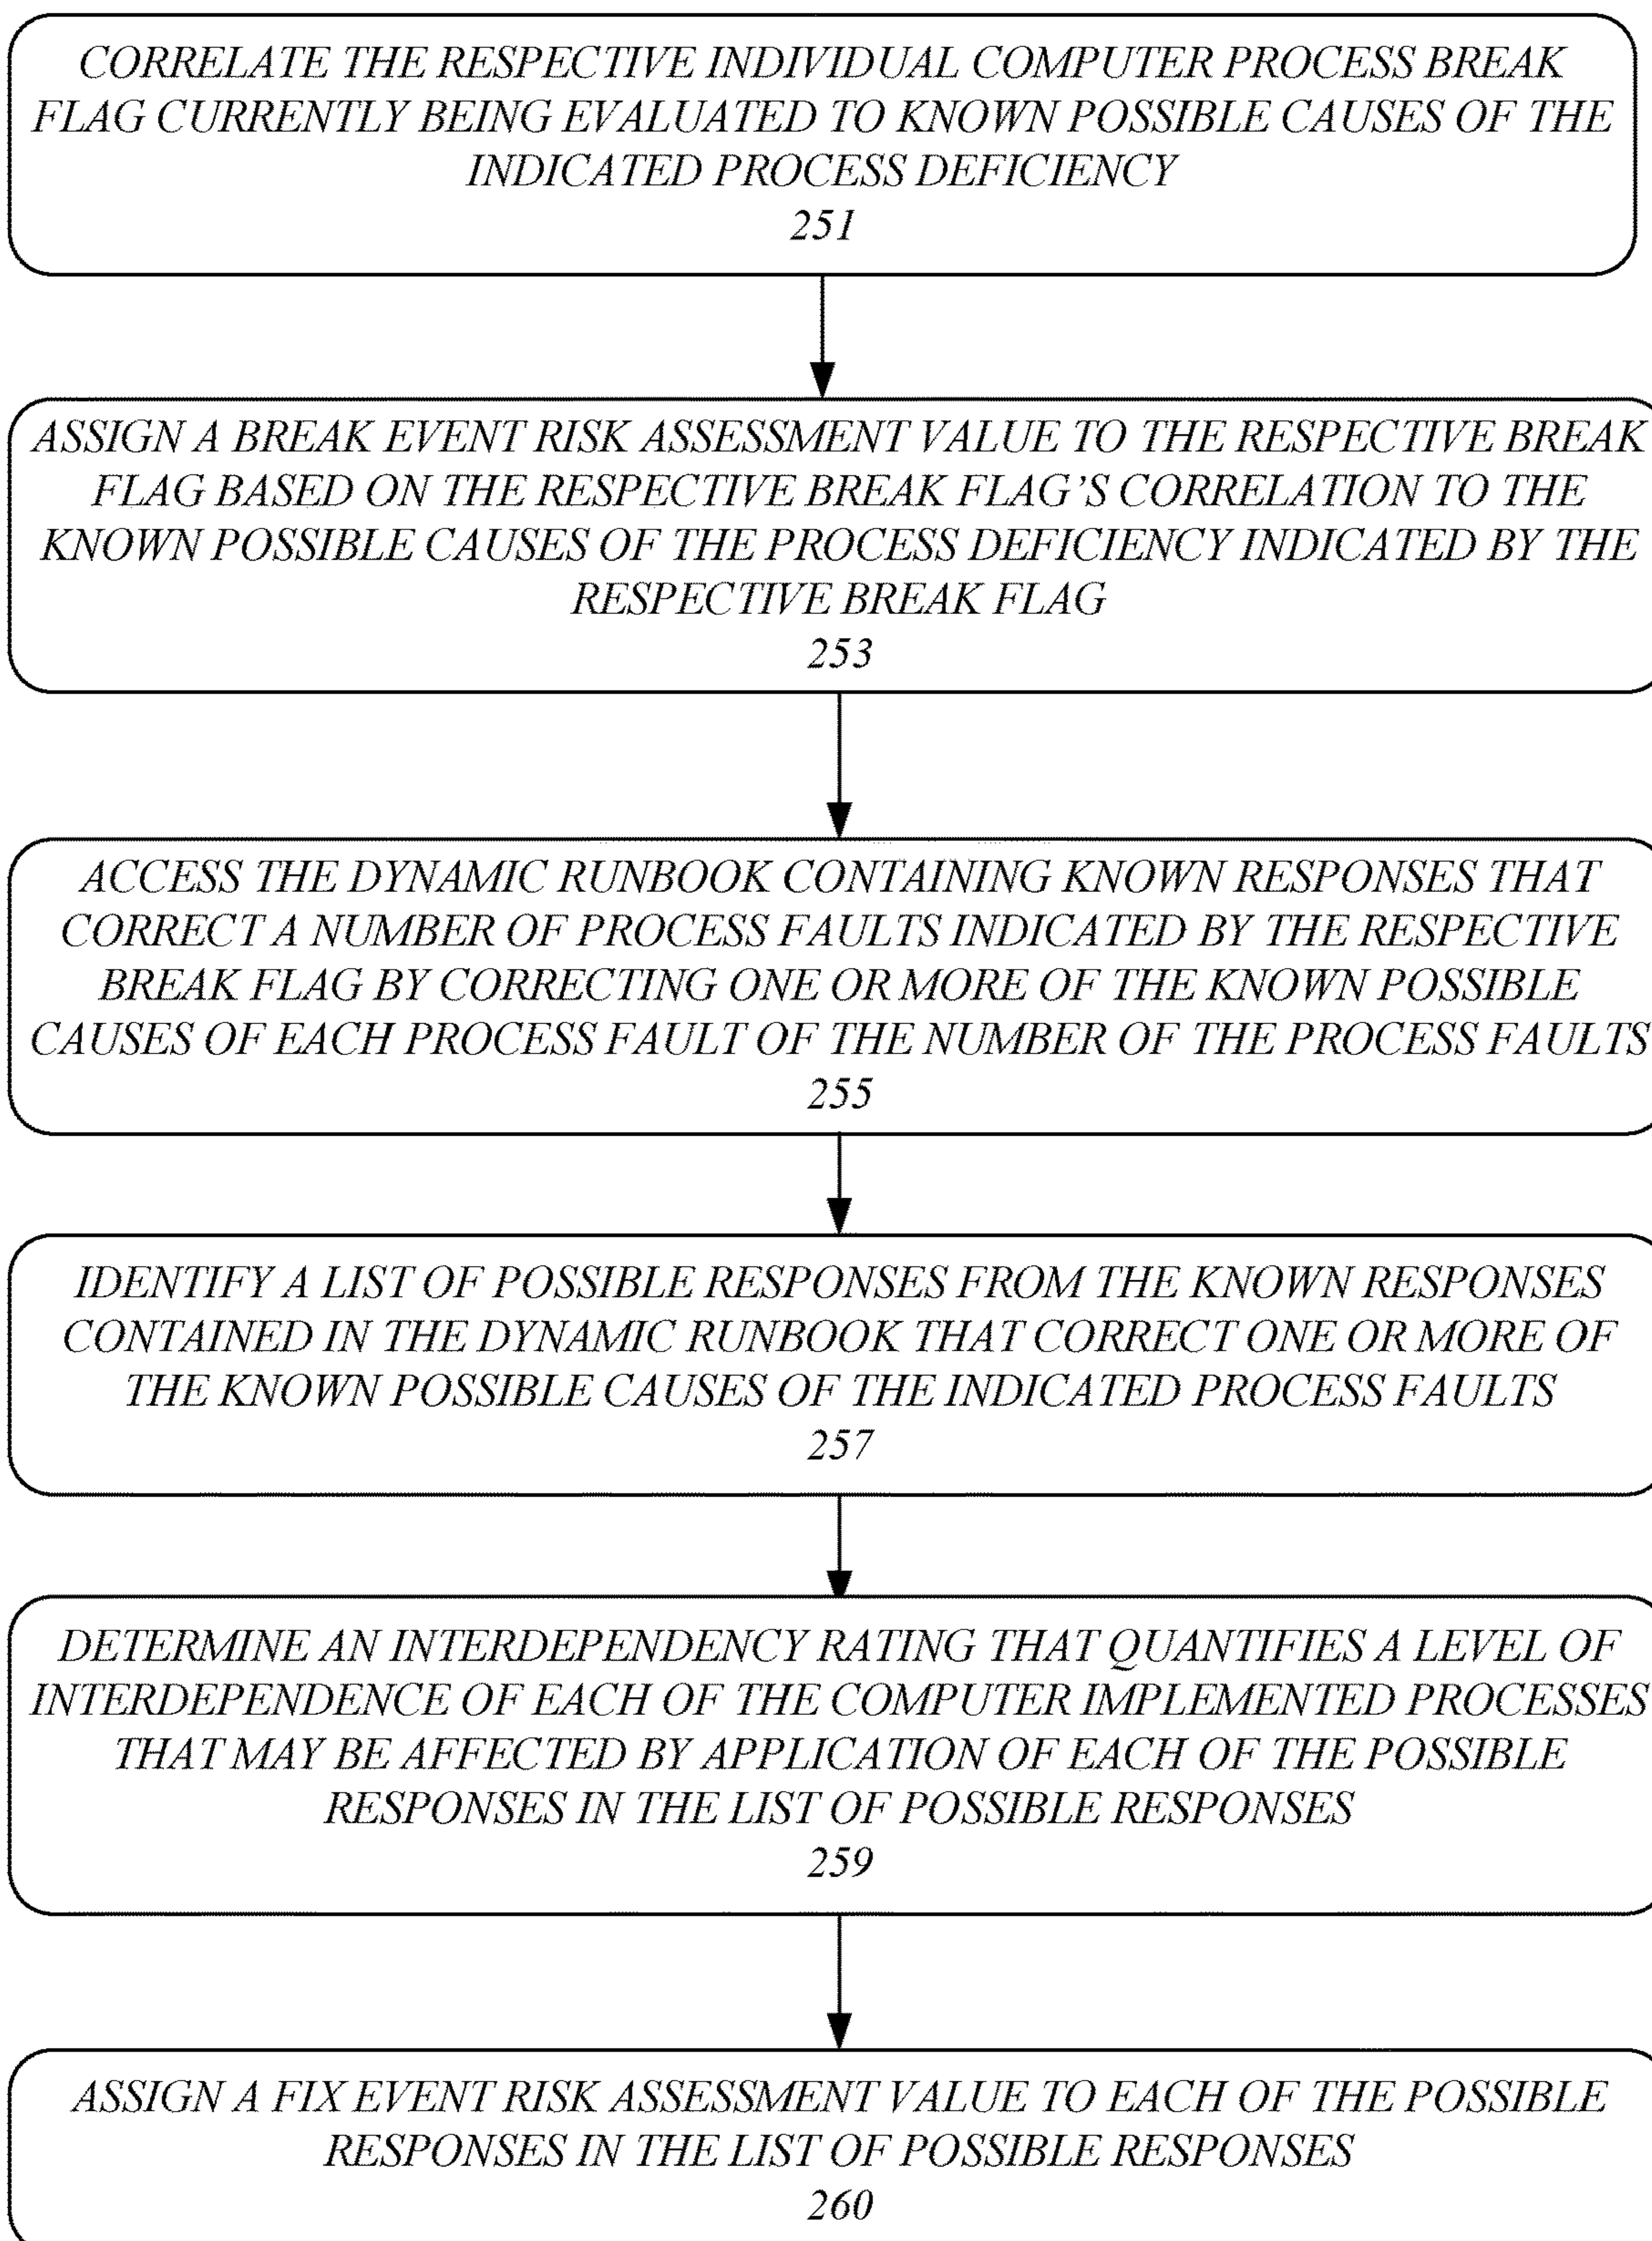 CORRELATE THE RESPECTIVE INDIVIDUAL COMPUTER PROCESS BREAK
FLAG CURRENTLY BEING EVALUATED TO KNOWN POSSIBLE CAUSES OF THE
INDICATED PROCESS DEFICIENCY
251
ASSIGN A BREAK EVENT RISK ASSESSMENT VALUE TO THE RESPECTIVE BREAK
FLAG BASED ON THE RESPECTIVE BREAK FLAG'S CORRELATION TO THE
KNOWN POSSIBLE CAUSES OF THE PROCESS DEFICIENCY INDICATED BY THE
RESPECTIVE BREAK FLAG
253
ACCESS THE DYNAMIC RUNBOOK CONTAINING KNOWN RESPONSES THAT
CORRECT A NUMBER OF PROCESS FAULTS INDICATED BY THE RESPECTIVE
BREAK FLAG BY CORRECTING ONE OR MORE OF THE KNOWN POSSIBLE
CAUSES OF EACH PROCESS FAULT OF THE NUMBER OF THE PROCESS FAULTS
255
IDENTIFY A LIST OF POSSIBLE RESPONSES FROM THE KNOWN RESPONSES
CONTAINED IN THE DYNAMIC RUNBOOK THAT CORRECT ONE OR MORE OF
THE KNOWN POSSIBLE CAUSES OF THE INDICATED PROCESS FAULTS
257
DETERMINE AN INTERDEPENDENCY RATING THAT QUANTIFIES A LEVEL OF
INTERDEPENDENCE OF EACH OF THE COMPUTER IMPLEMENTED PROCESSES
THAT MAY BE AFFECTED BY APPLICATION OF EACH OF THE POSSIBLE
RESPONSES IN THE LIST OF POSSIBLE RESPONSES
259
ASSIGN A FIX EVENT RISK ASSESSMENT VALUE TO EACH OF THE POSSIBLE
RESPONSES IN THE LIST OF POSSIBLE RESPONSES
260